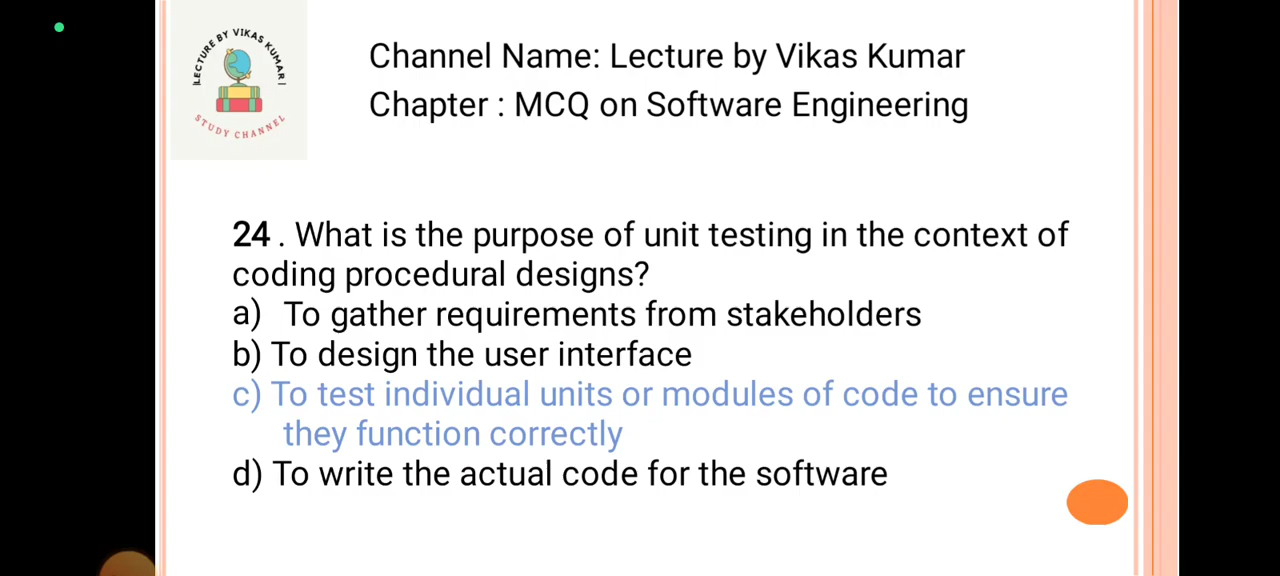 LECTURE BY VIKAS KUMAR
STUDY CHANNEL
Channel Name: Lecture by Vikas Kumar
Chapter : MCQ on Software Engineering
24 . What is the purpose of unit testing in the context of
coding procedural designs?
a) To gather requirements from stakeholders
b) To design the user interface
c) To test individual units or modules of code to ensure
they function correctly
d) To write the actual code for the software